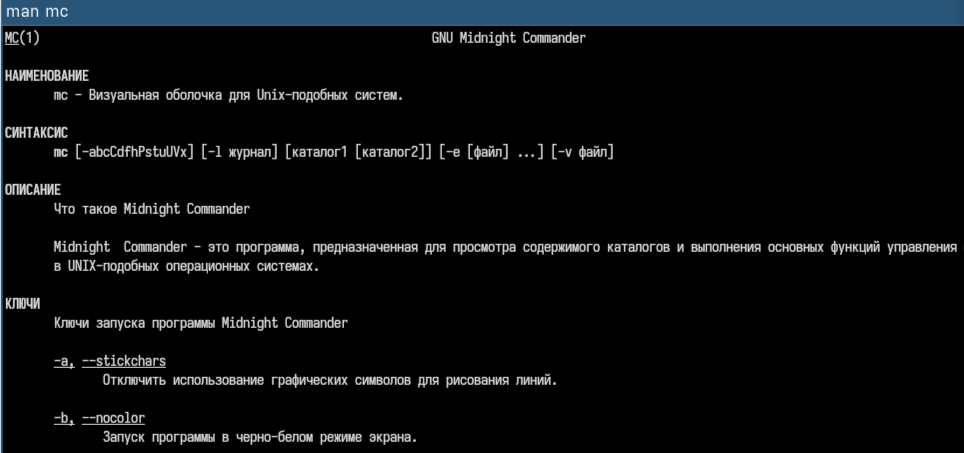 man mc
MC(1) GNU Midnight Commander
НАИМЕНОВАНИЕ
mc - Визуальная оболочка для Unix-подобных систем.
СИНТАКСИС
mc [-abcCdfhPstuUVx] [-l журнал] [каталог1 [каталог2]] [-e [файл] ...] [-v файл]
ОПИСАНИЕ
Что такое Midnight Commander
Midnight Commander - это программа, предназначенная для просмотра содержимого каталогов и выполнения основных функций управления
в UNIX-подобных операционных системах.
КЛЮЧИ
Ключи запуска программы Midnight Commander
-a, --stickchars
Отключить использование графических символов для рисования линий.
-b, --nocolor
Запуск программы в черно-белом режиме экрана.